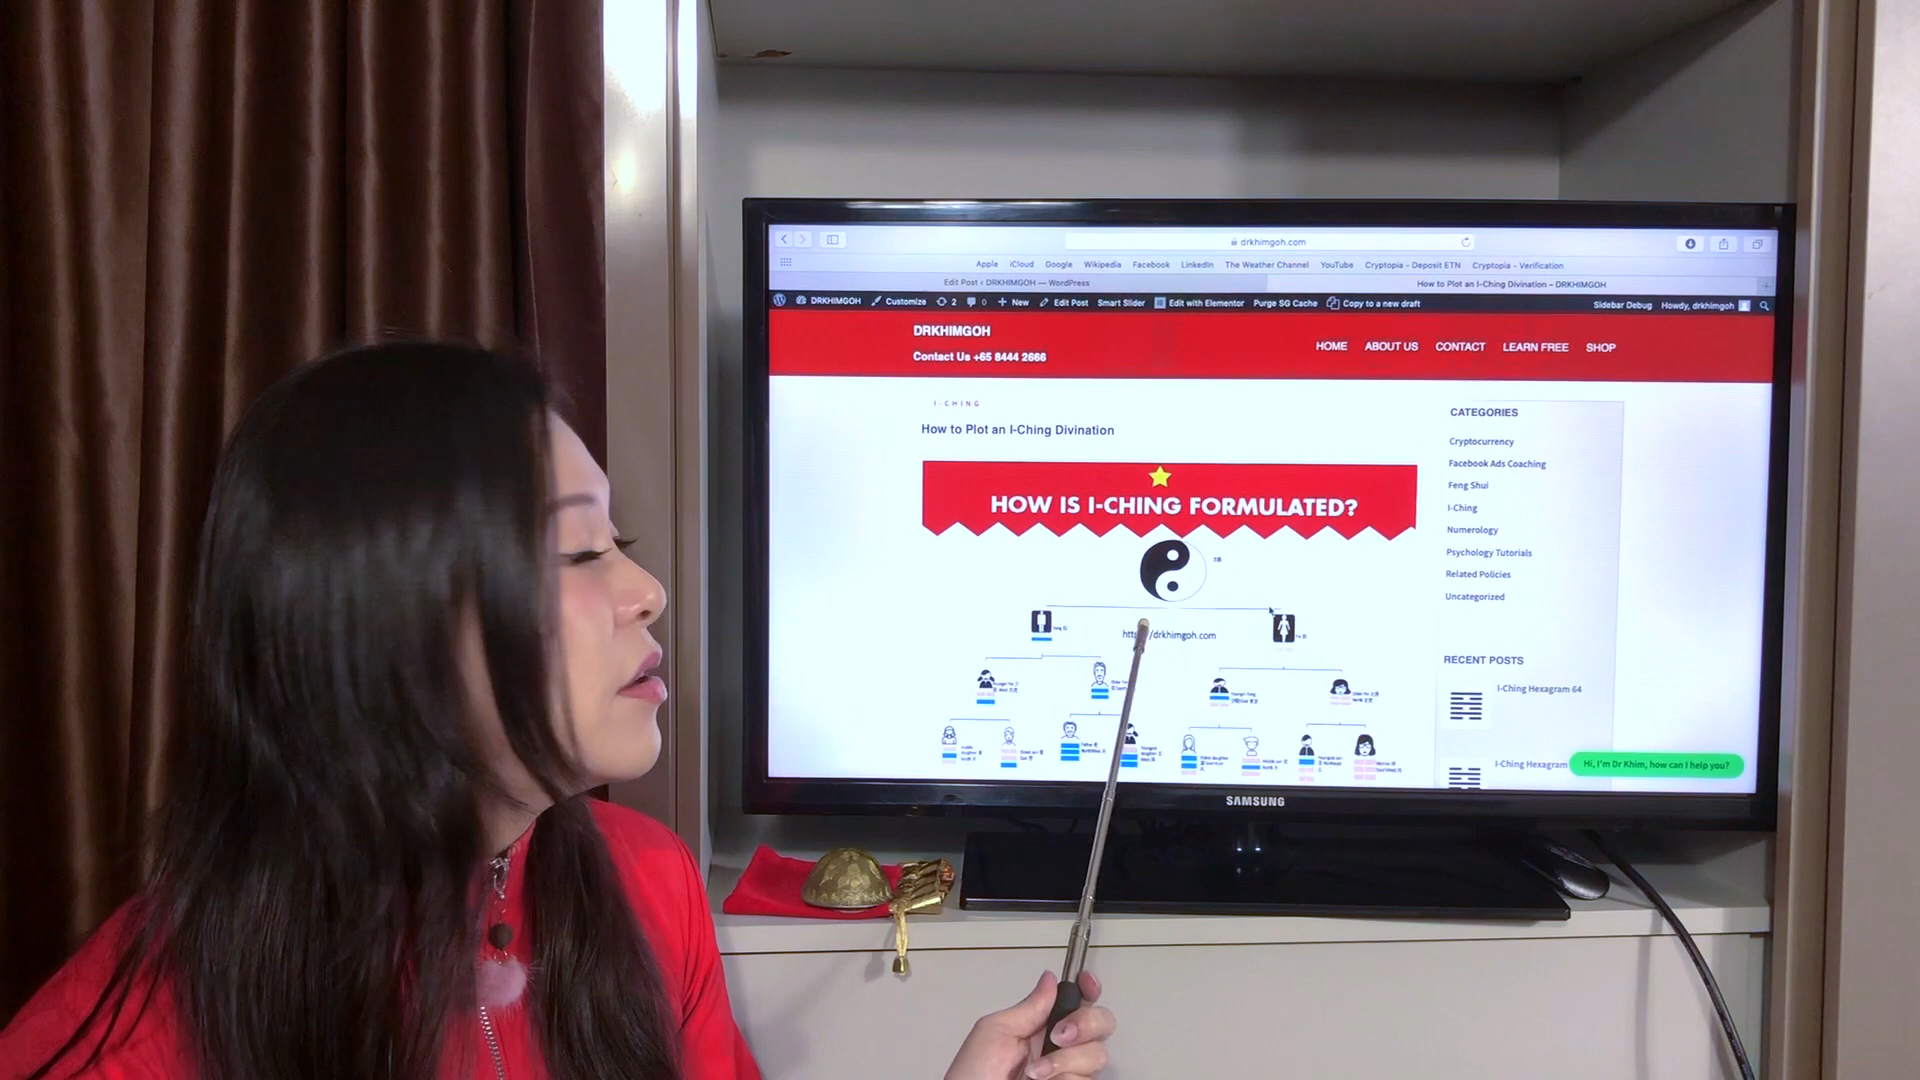 drkhimgoh.com
Apple iCloud Google Wikipedia Facebook LinkedIn The Weather Channel YouTube Cryptopia - Deposit ETN Cryptopia - Verification
Edit Post < DRKHIMGOH — WordPress
How to Plot an I-Ching Divination – DRKHIMGOH
DRKHIMGOH Customize 2 0 New Edit Post Smart Slider Edit with Elementor Purge SG Cache Copy to a new draft Sidebar Debug Howdy, drkhimgoh
DRKHIMGOH
Contact Us +65 8444 2666
HOME ABOUT US CONTACT LEARN FREE SHOP
I-CHING
How to Plot an I-Ching Divination
HOW IS I-CHING FORMULATED?
drkhimgoh.com
CATEGORIES
Cryptocurrency
Facebook Ads Coaching
Feng Shui
I-Ching
Numerology
Psychology Tutorials
Related Policies
Uncategorized
RECENT POSTS
I-Ching Hexagram 64
I-Ching Hexagram
Hi, I'm Dr Khim, how can I help you?
SAMSUNG